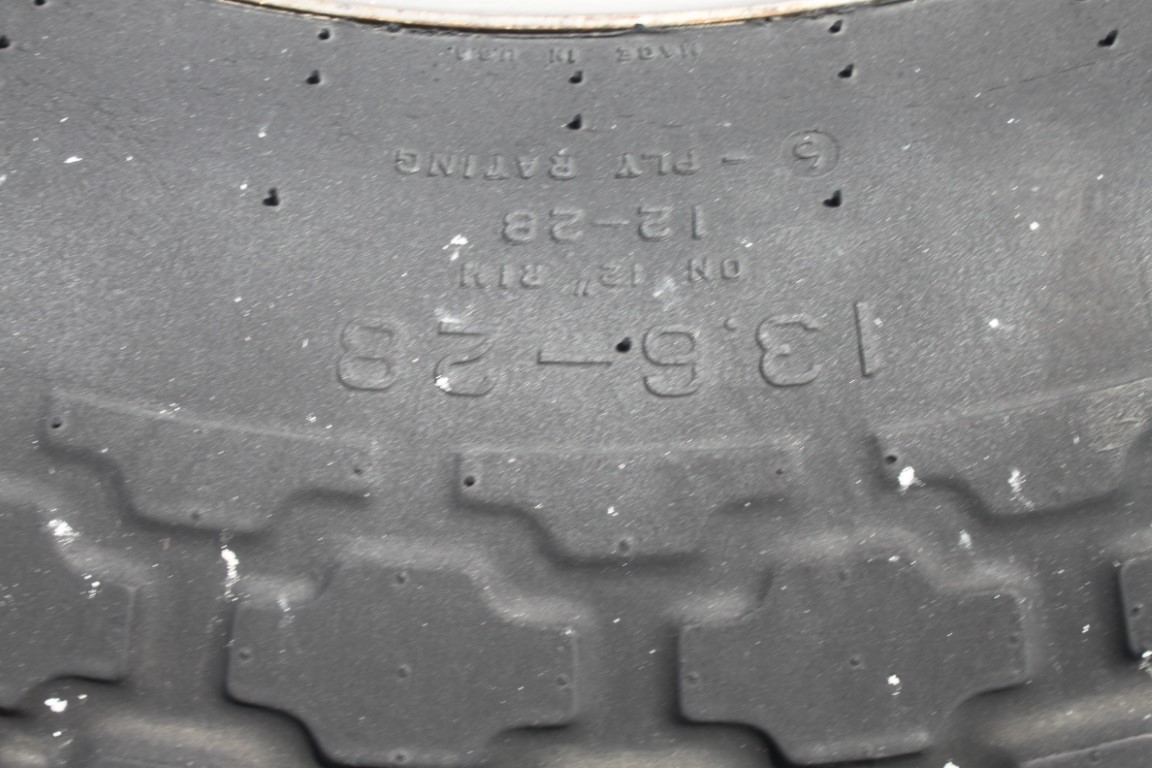 13.6-28
ON 12" RIM
12-28
6 - PLY RATING
MADE IN U.S.A.